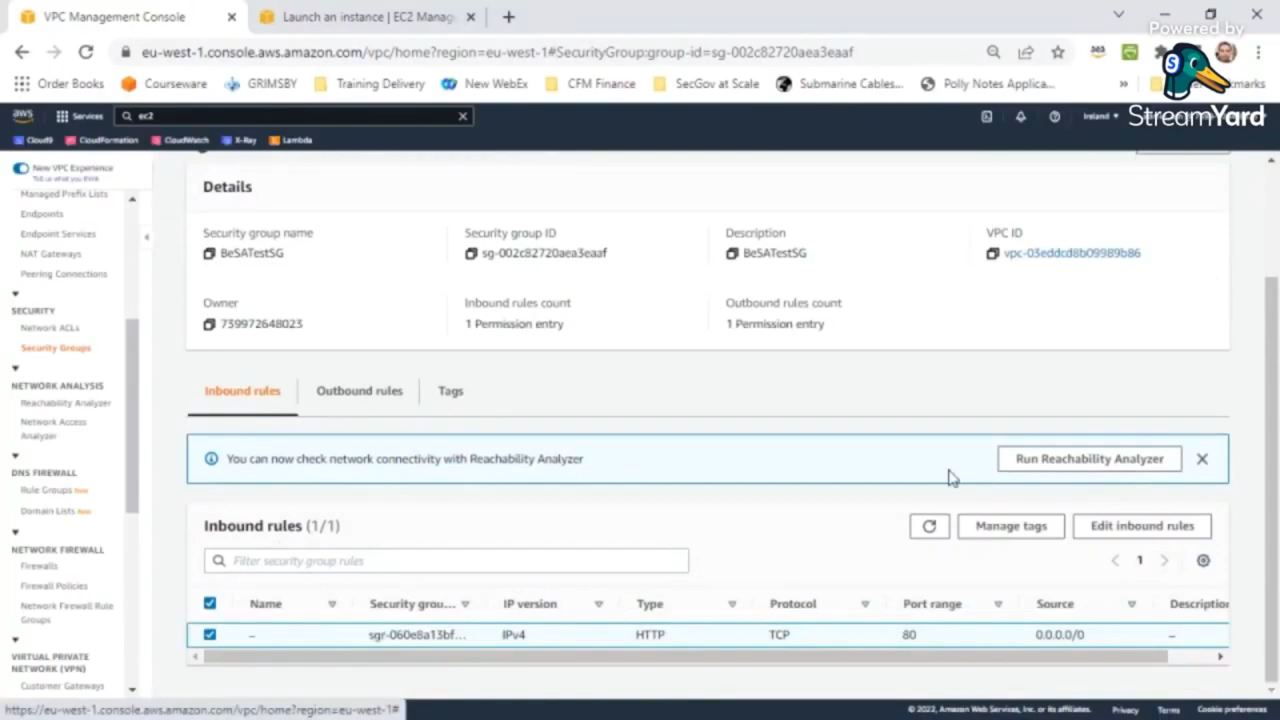 VPC Management Console
Launch an instance | EC2 Manag
Powered by
eu-west-1.console.aws.amazon.com/vpc/home?region=eu-west-1#SecurityGroup:group-id=sg-002c82720aea3eaaf
Order Books
Courseware
GRIMSBY
Training Delivery
New WebEx
CFM Finance
SecGov at Scale
Submarine Cables...
Polly Notes Applica...
StreamYard
aws
Services
ec2
Ireland
Cloud9
CloudFormation
CloudWatch
X-Ray
Lambda
New VPC Experience
Tell us what you think
Managed Prefix Lists
Endpoints
Endpoint Services
NAT Gateways
Peering Connections
SECURITY
Network ACLs
Security Groups
NETWORK ANALYSIS
Reachability Analyzer
Network Access
Analyzer
DNS FIREWALL
Rule Groups New
Domain Lists New
NETWORK FIREWALL
Firewalls
Firewall Policies
Network Firewall Rule
Groups
VIRTUAL PRIVATE
NETWORK (VPN)
Customer Gateways
Details
Security group name
BeSATestSG
Security group ID
sg-002c82720aea3eaaf
Description
BeSATestSG
VPC ID
vpc-03eddcd8b09989b86
Owner
739972648023
Inbound rules count
1 Permission entry
Outbound rules count
1 Permission entry
Inbound rules
Outbound rules
Tags
You can now check network connectivity with Reachability Analyzer
Run Reachability Analyzer
Inbound rules (1/1)
Manage tags
Edit inbound rules
Filter security group rules
1
Name
Security grou...
IPv version
Type
Protocol
Port range
Source
Description
–
sgr-060e8a13bf...
IPv4
HTTP
TCP
80
0.0.0.0/0
–
https://eu-west-1.console.aws.amazon.com/vpc/home?region=eu-west-1#
© 2022, Amazon Web Services, Inc. or its affiliates.
Privacy
Terms
Cookie preferences